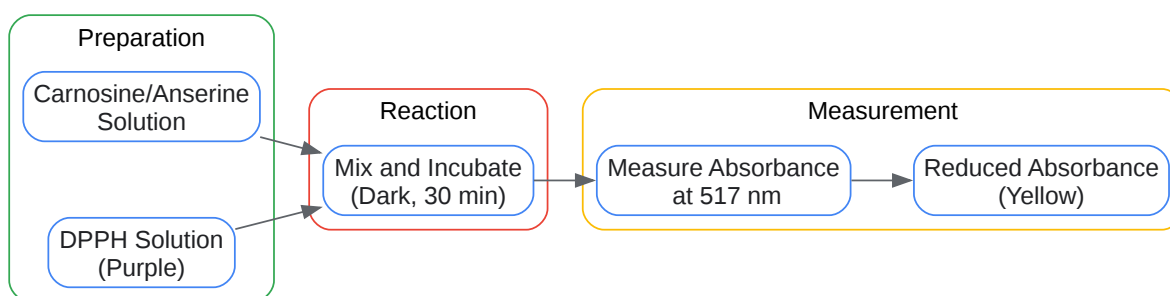 Preparation
Carnosine/Anserine
Solution
DPPH Solution
(Purple)
Reaction
Mix and Incubate
(Dark, 30 min)
Measurement
Measure Absorbance
at 517 nm
Reduced Absorbance
(Yellow)